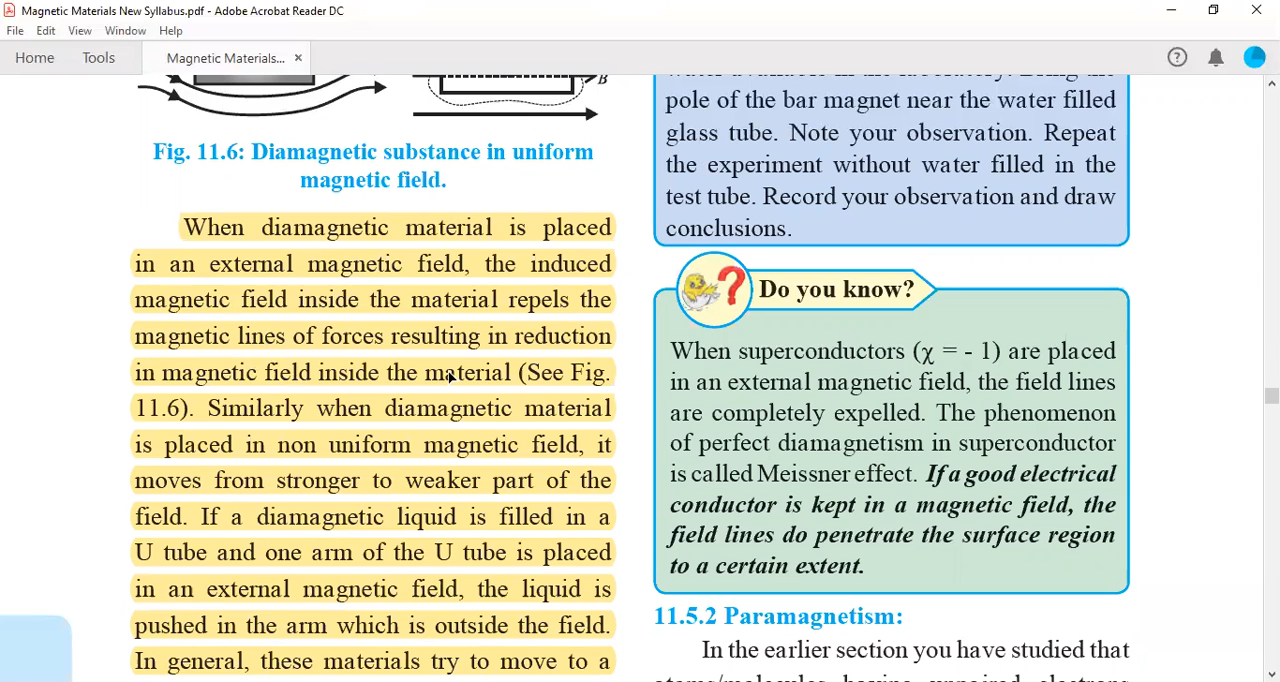 Magnetic Materials New Syllabus.pdf - Adobe Acrobat Reader DC
File Edit View Window Help
Home Tools Magnetic Materials... ×
B
Fig. 11.6: Diamagnetic substance in uniform
magnetic field.
When diamagnetic material is placed
in an external magnetic field, the induced
magnetic field inside the material repels the
magnetic lines of forces resulting in reduction
in magnetic field inside the material (See Fig.
11.6). Similarly when diamagnetic material
is placed in non uniform magnetic field, it
moves from stronger to weaker part of the
field. If a diamagnetic liquid is filled in a
U tube and one arm of the U tube is placed
in an external magnetic field, the liquid is
pushed in the arm which is outside the field.
In general, these materials try to move to a
pole of the bar magnet near the water filled
glass tube. Note your observation. Repeat
the experiment without water filled in the
test tube. Record your observation and draw
conclusions.
Do you know?
When superconductors (χ = - 1) are placed
in an external magnetic field, the field lines
are completely expelled. The phenomenon
of perfect diamagnetism in superconductor
is called Meissner effect. If a good electrical
conductor is kept in a magnetic field, the
field lines do penetrate the surface region
to a certain extent.
11.5.2 Paramagnetism:
In the earlier section you have studied that